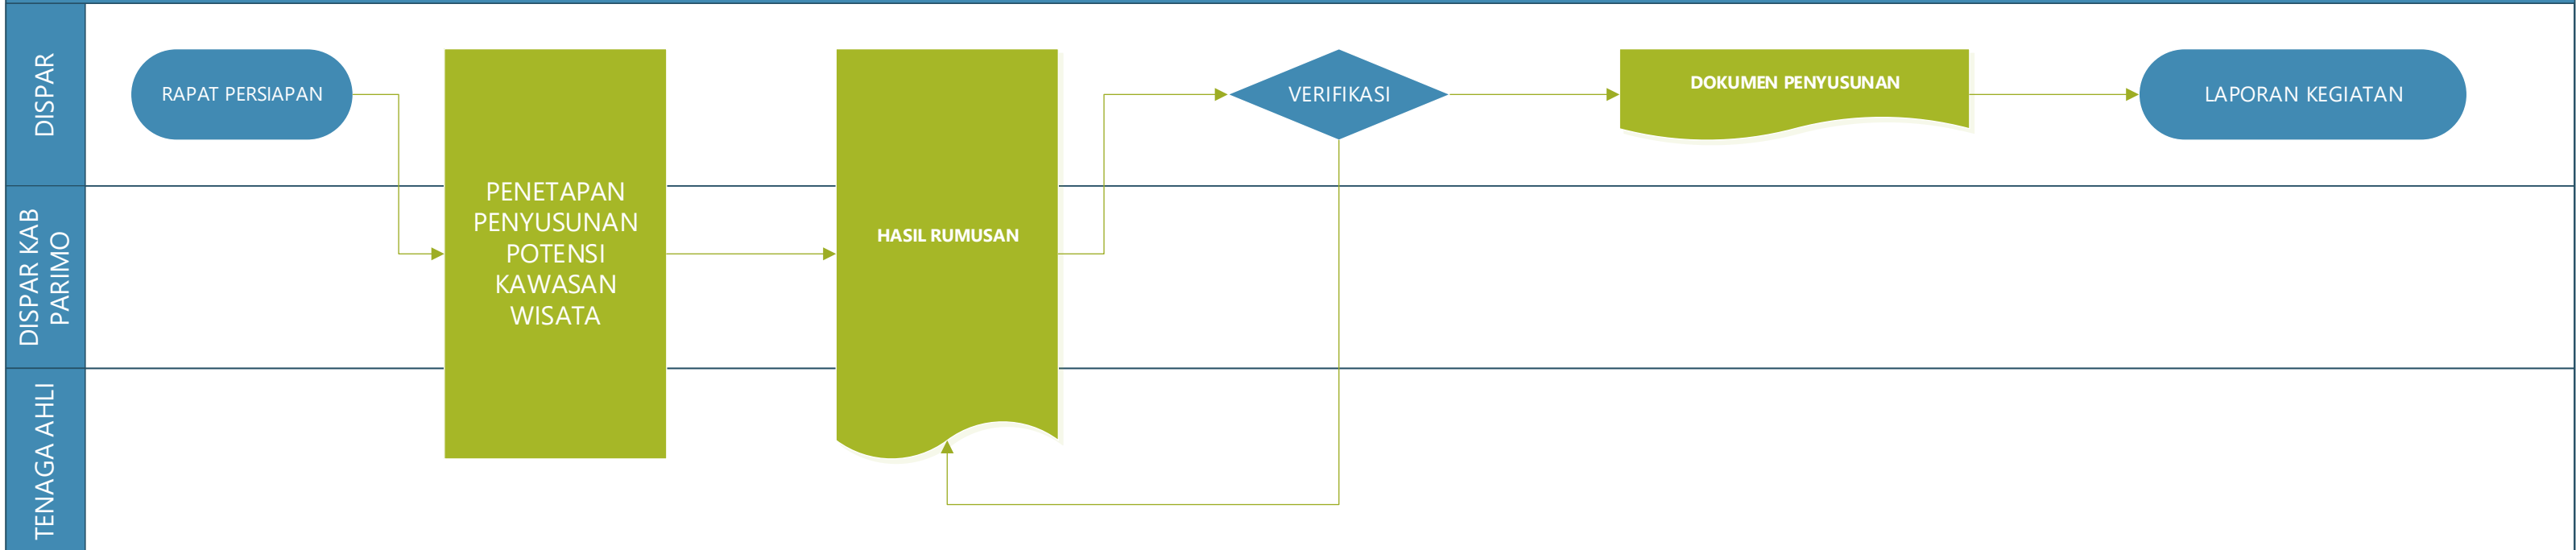 DISPAR
RAPAT PERSIAPAN
VERIFIKASI
DOKUMEN PENYUSUNAN
LAPORAN KEGIATAN
DISPAR KAB
PARIMO
PENETAPAN
PENYUSUNAN
POTENSI
KAWASAN
WISATA
HASIL RUMUSAN
TENAGA AHLI